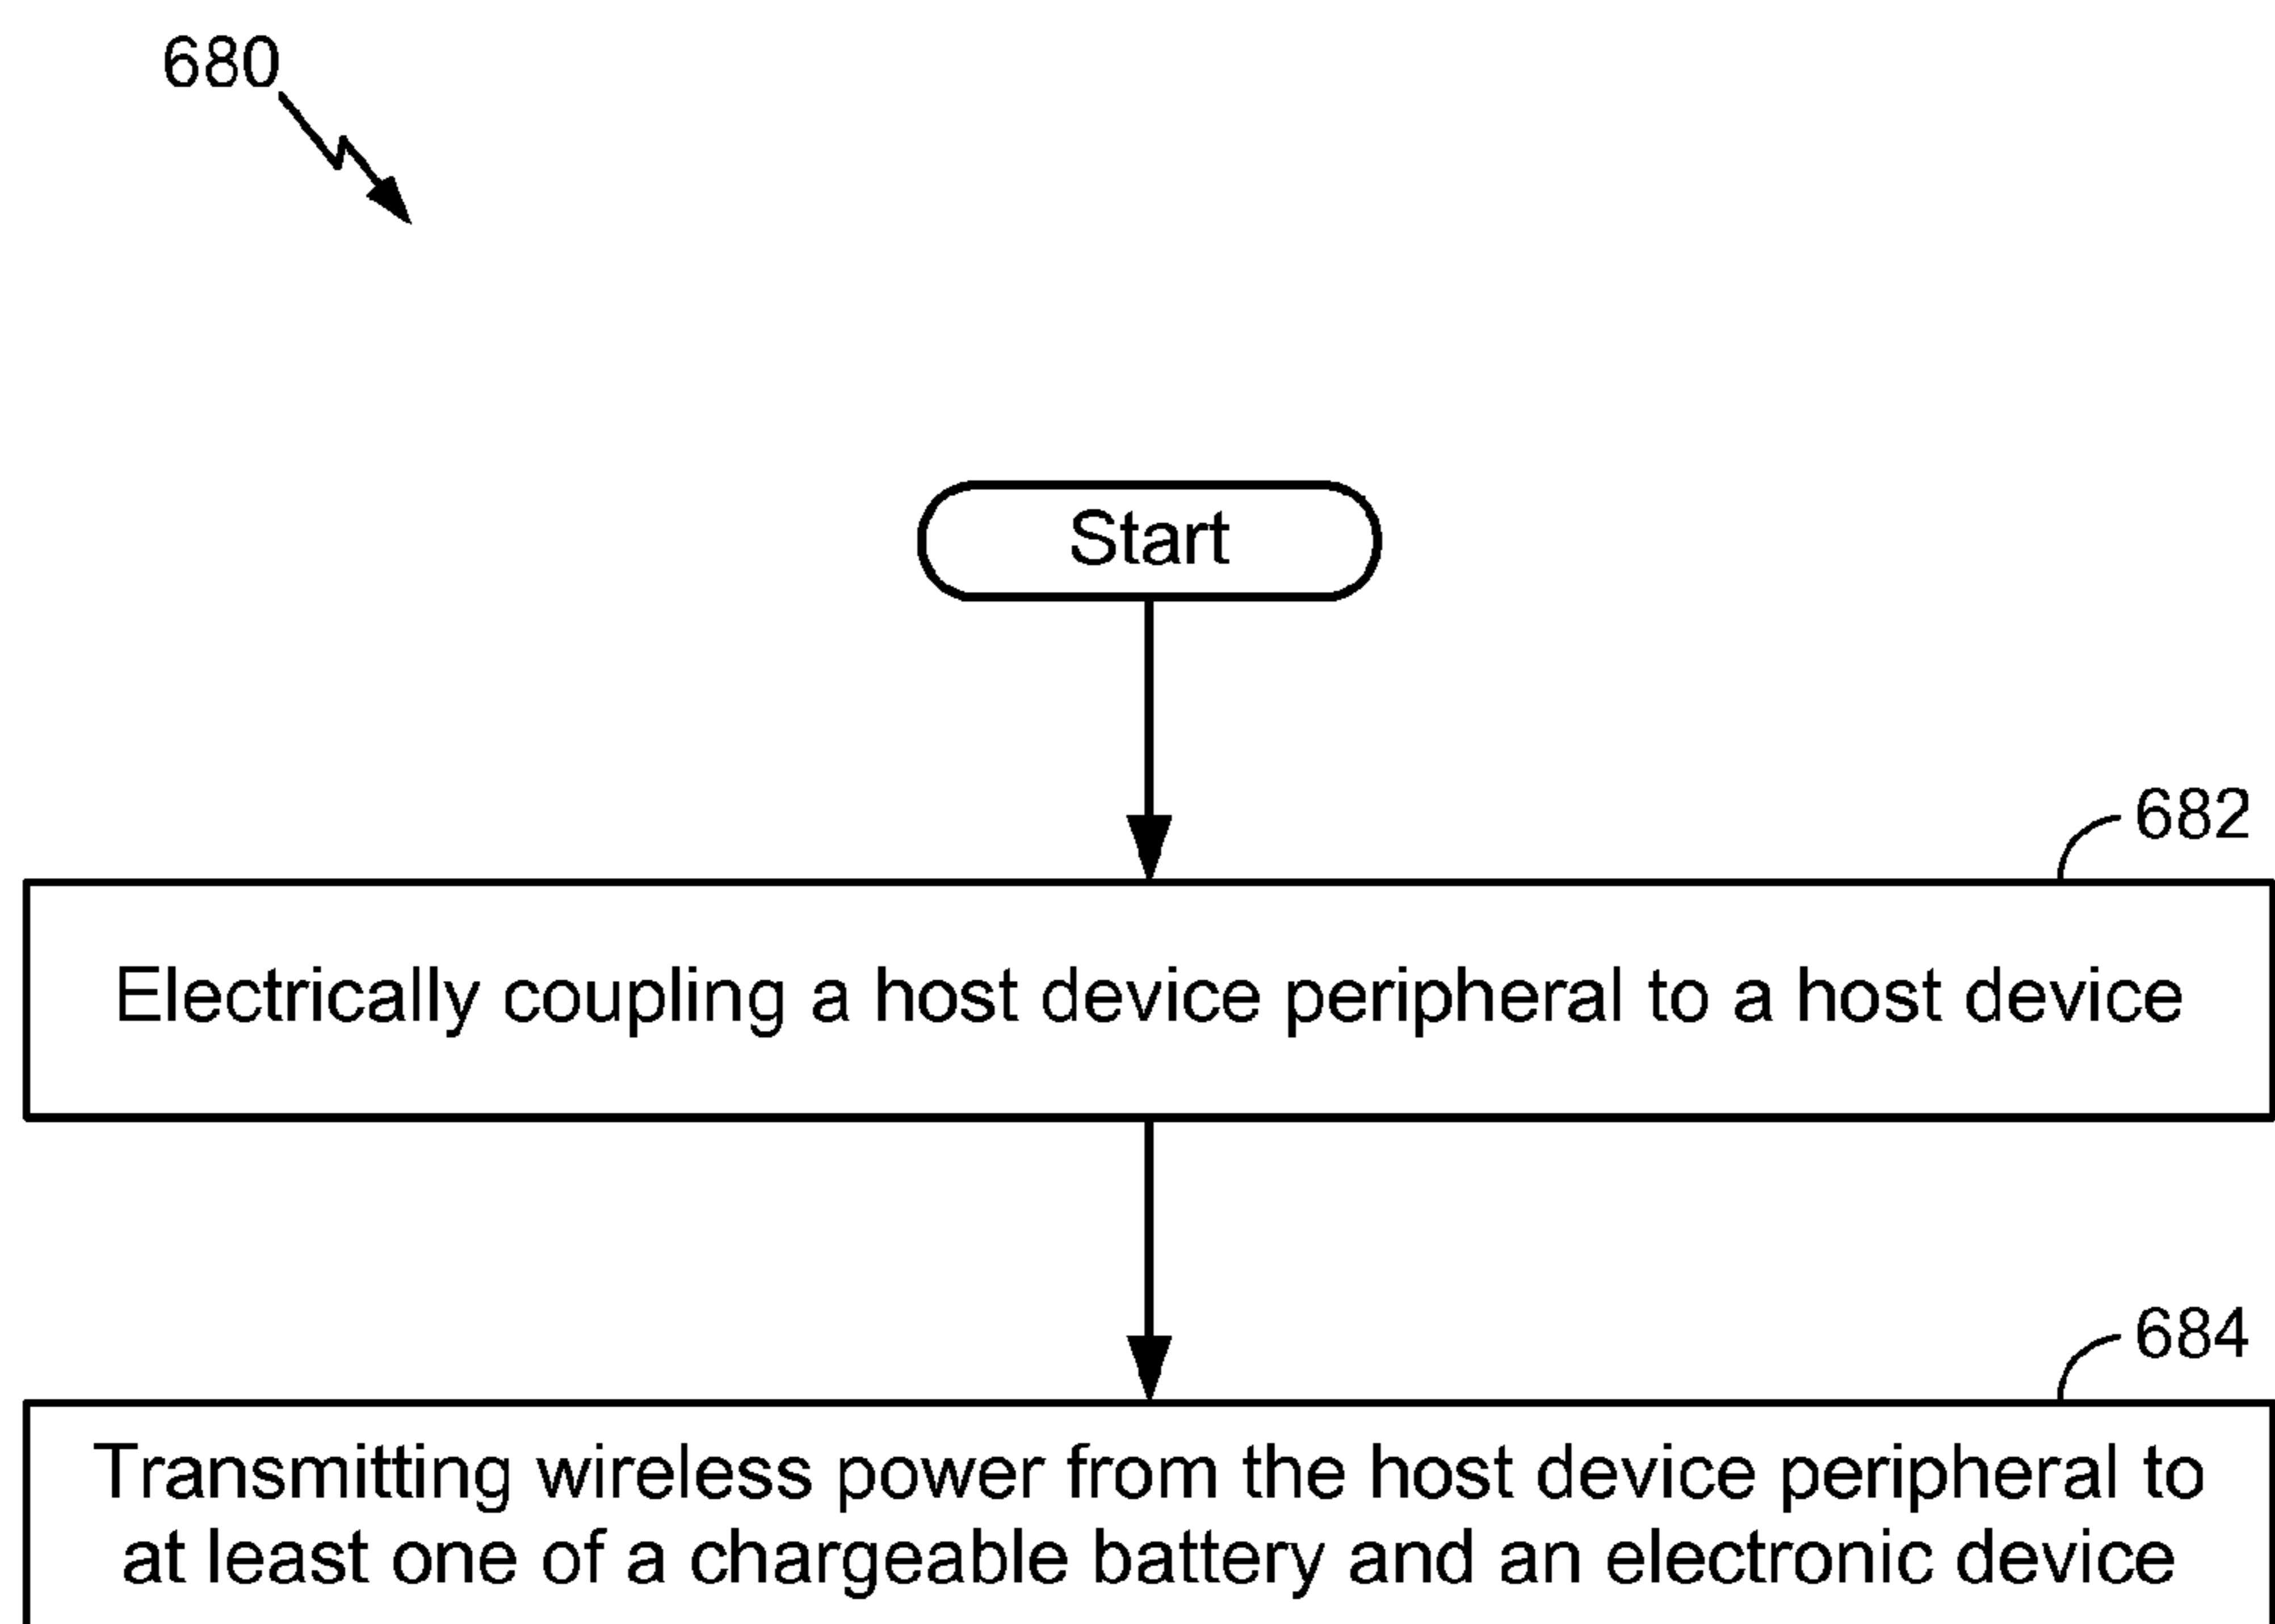 680
Start
682
Electrically coupling a host device peripheral to a host device
684
Transmitting wireless power from the host device peripheral to
at least one of a chargeable battery and an electronic device